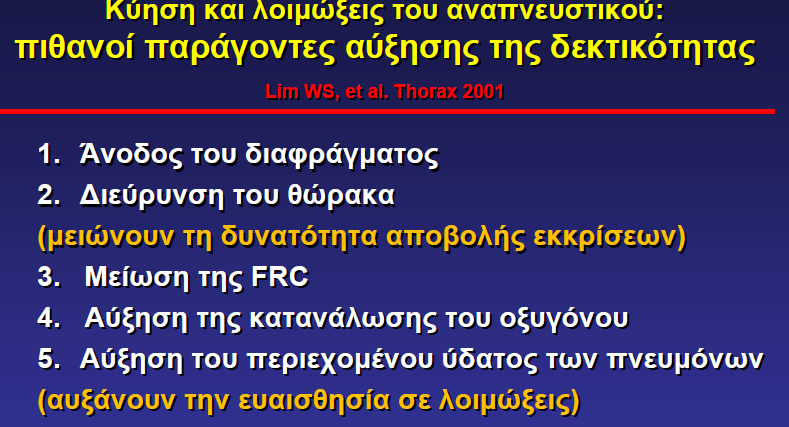 Κύηση και λοιμώξεις του αναπνευστικού:
πιθανοί παράγοντες αύξησης της δεκτικότητας
Lim WS, et al. Thorax 2001
1. Άνοδος του διαφράγματος
2. Διεύρυνση του θώρακα
(μειώνουν τη δυνατότητα αποβολής εκκρίσεων)
3. Μείωση της FRC
4. Αύξηση της κατανάλωσης του οξυγόνου
5. Αύξηση του περιεχομένου ύδατος των πνευμόνων
(αυξάνουν την ευαισθησία σε λοιμώξεις)